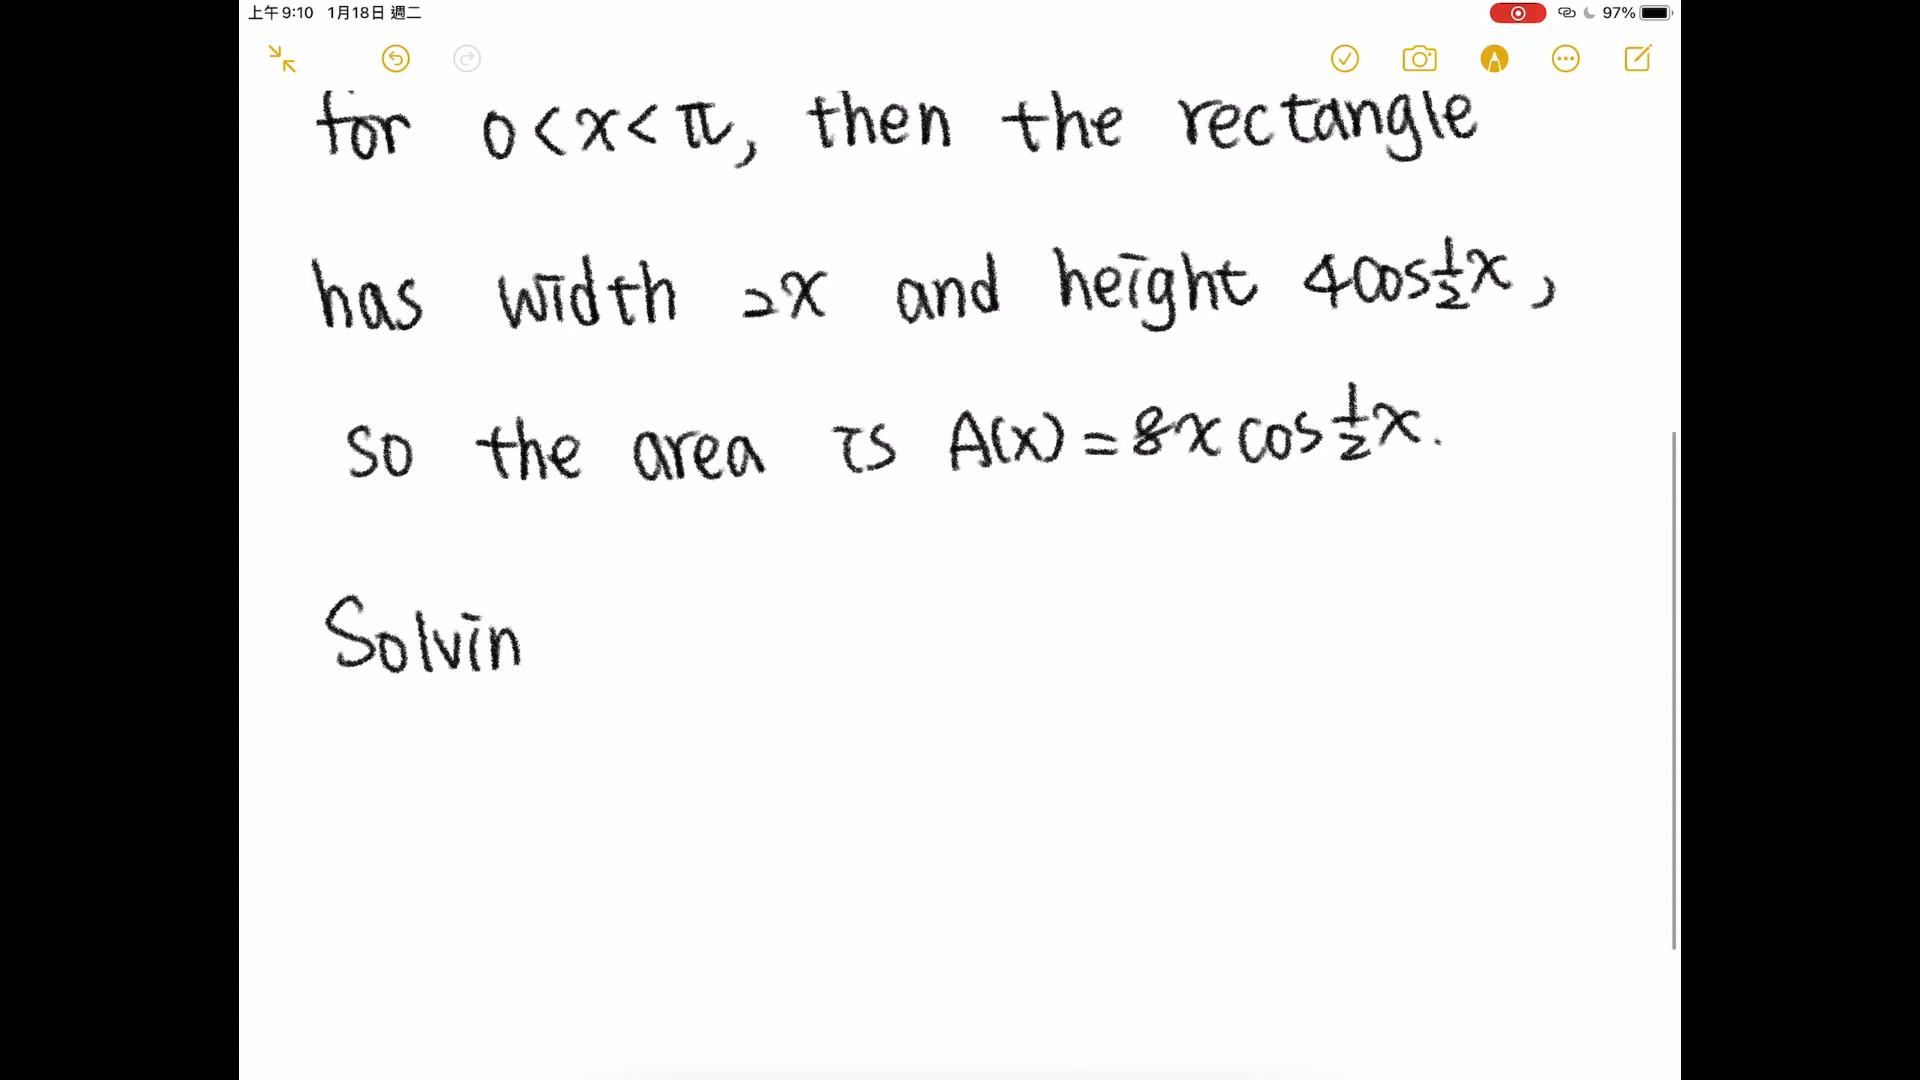 上午9:10 1月18日 週二
97%
for 0<x<π, then the rectangle
has width 2x and height 4cos½x,
so the area is A(x)=8x cos½x.
Solvin